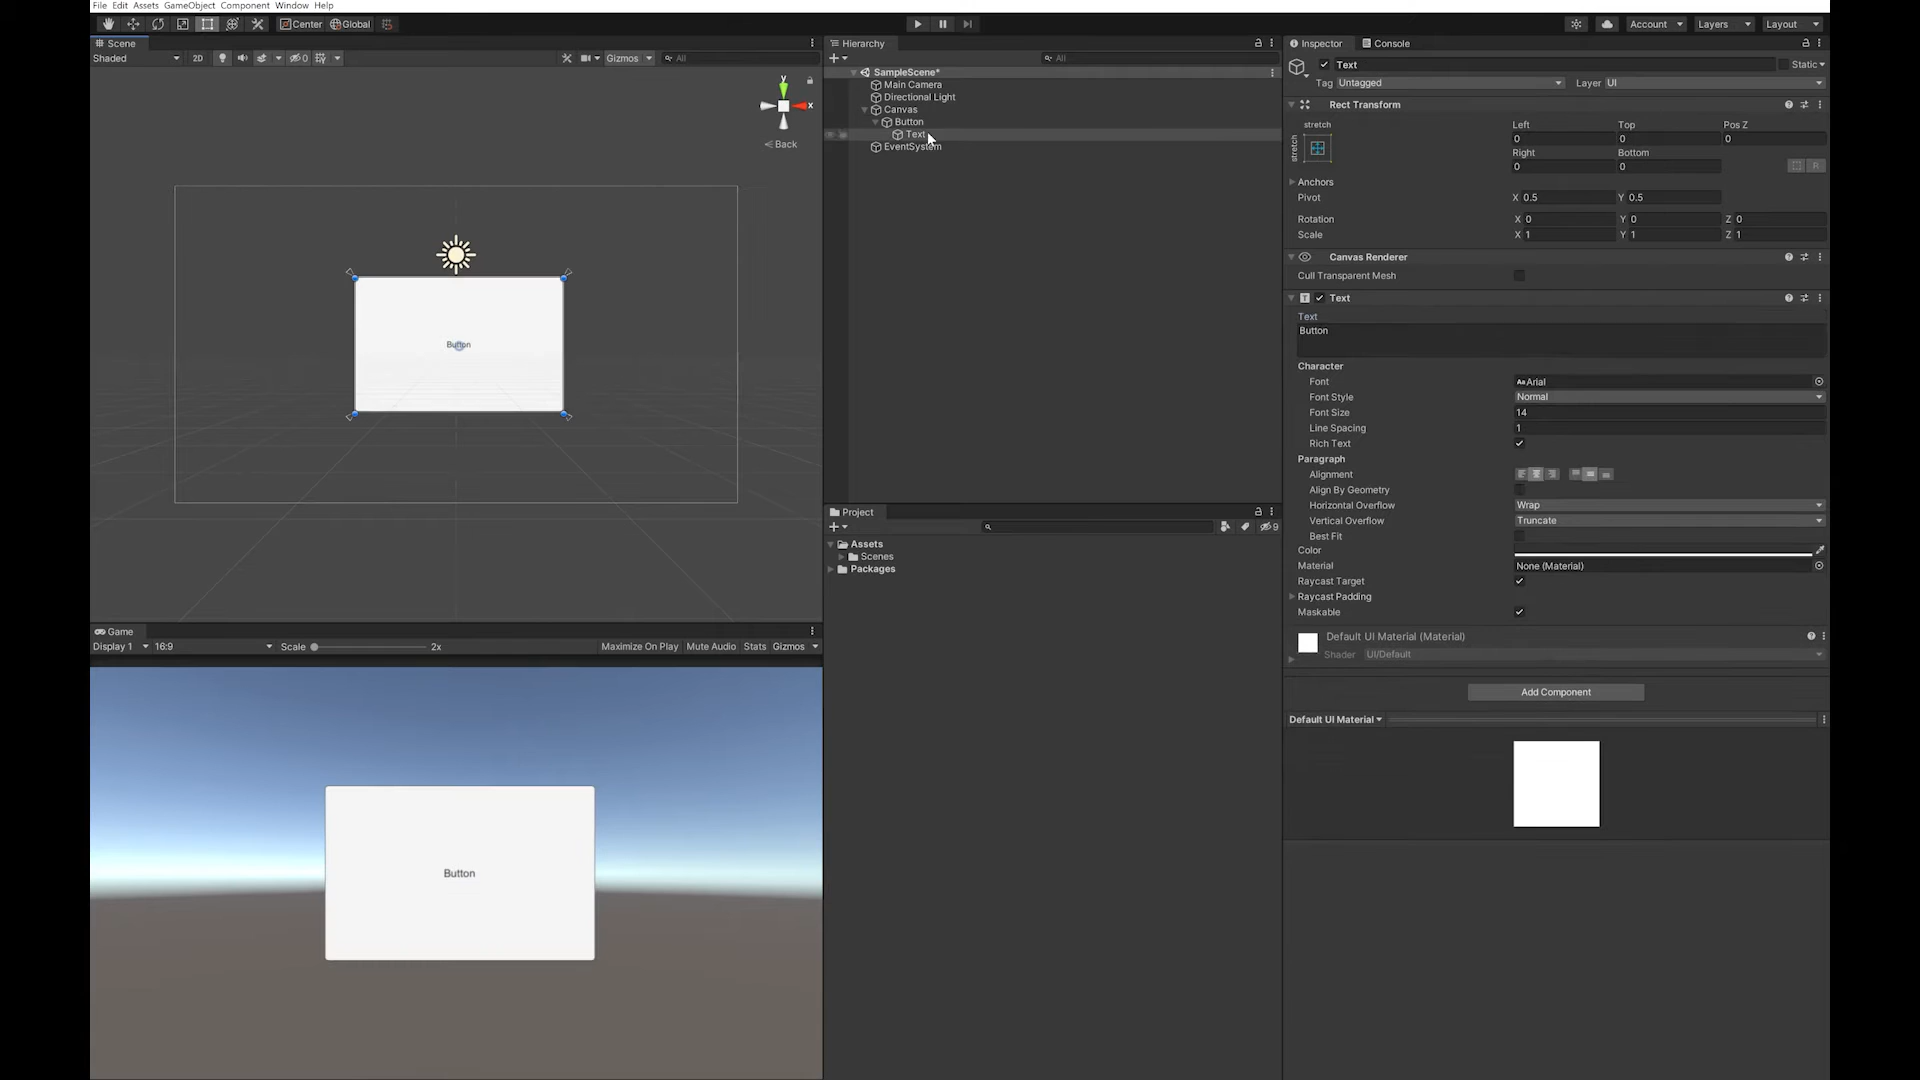 File Edit Assets GameObject Component Window Help
Center Global
Account Layers Layout
Scene
Shaded 2D 0 Gizmos All
y
x
Back
Button
Game
Display 1 16:9 Scale 2x Maximize On Play Mute Audio Stats Gizmos
Button
Hierarchy
All
SampleScene*
Main Camera
Directional Light
Canvas
Button
Text
EventSystem
Project
9
Assets
Scenes
Packages
Inspector Console
Text Static
Tag Untagged Layer UI
Rect Transform
stretch Left Top Pos Z
stretch 0 0 0
Right Bottom
0 0 R
Anchors
Pivot X 0.5 Y 0.5
Rotation X 0 Y 0 Z 0
Scale X 1 Y 1 Z 1
Canvas Renderer
Cull Transparent Mesh
Text
Text
Button
Character
Font Aa Arial
Font Style Normal
Font Size 14
Line Spacing 1
Rich Text
Paragraph
Alignment
Align By Geometry
Horizontal Overflow Wrap
Vertical Overflow Truncate
Best Fit
Color
Material None (Material)
Raycast Target
Raycast Padding
Maskable
Default UI Material (Material)
Shader UI/Default
Add Component
Default UI Material